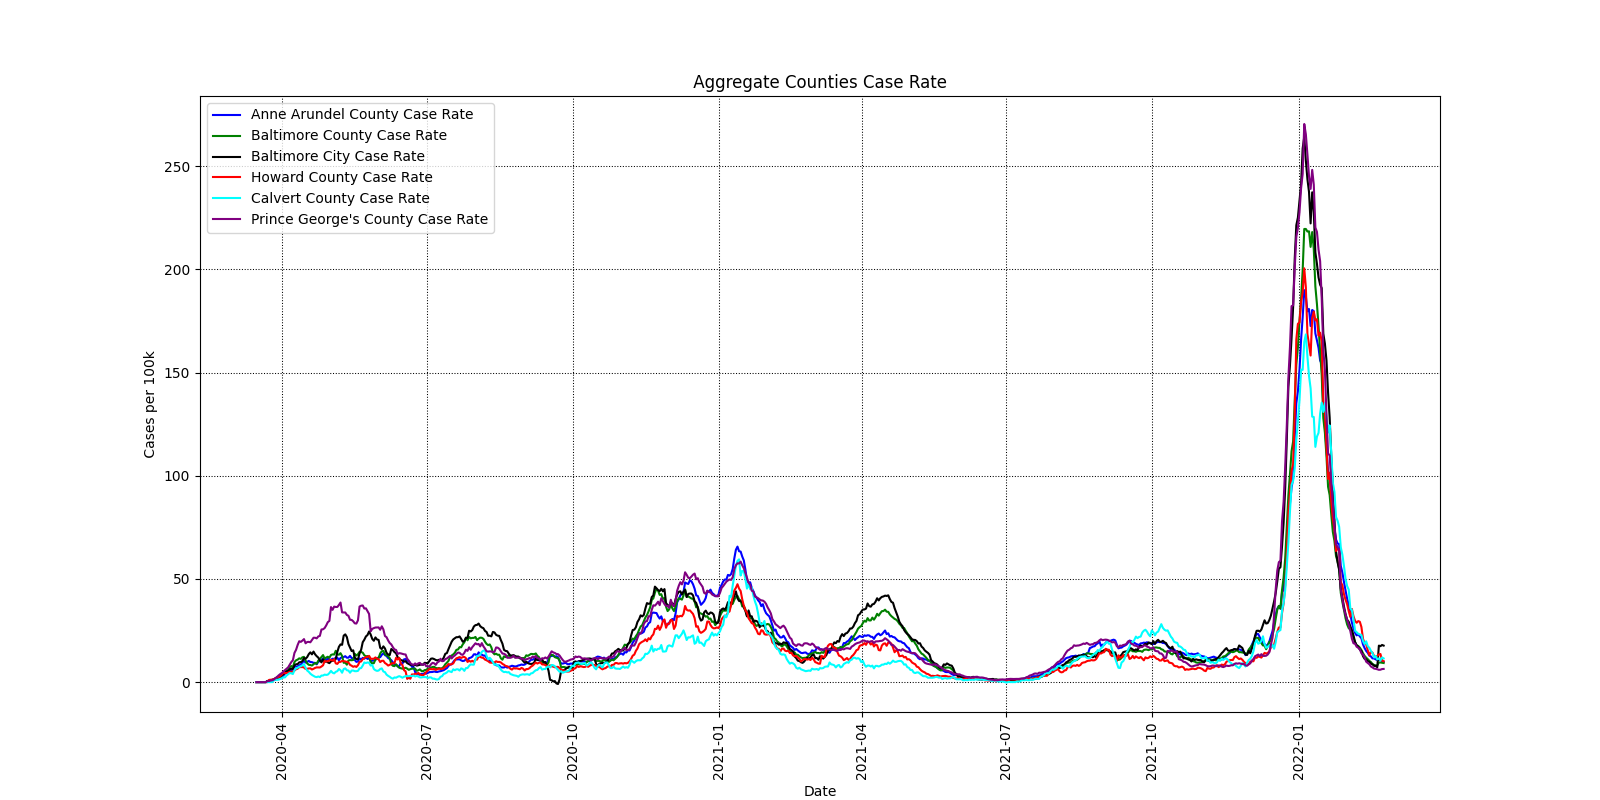 Aggregate Counties Case Rate
Anne Arundel County Case Rate
Baltimore County Case Rate
Baltimore City Case Rate
Howard County Case Rate
Calvert County Case Rate
Prince George's County Case Rate
Cases per 100k
250
200
150
100
50
0
2020-04
2020-07
2020-10
2021-01
2021-04
2021-07
2021-10
2022-01
Date